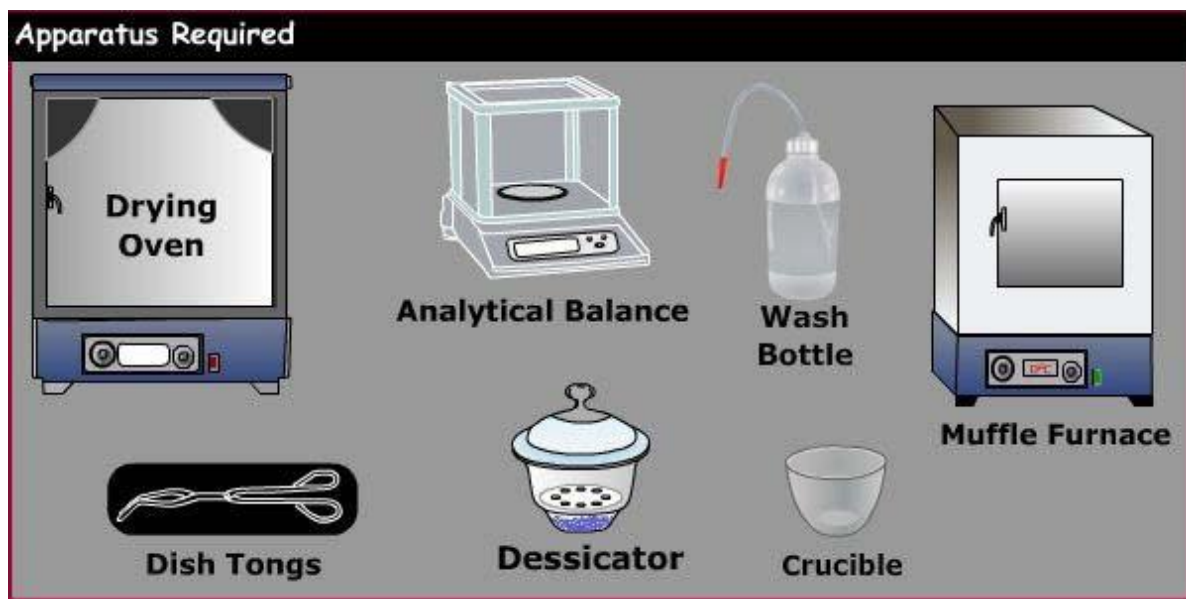 Apparatus Required
Drying
Oven
Analytical Balance
Wash
Bottle
Muffle Furnace
Dish Tongs
Dessicator
Crucible